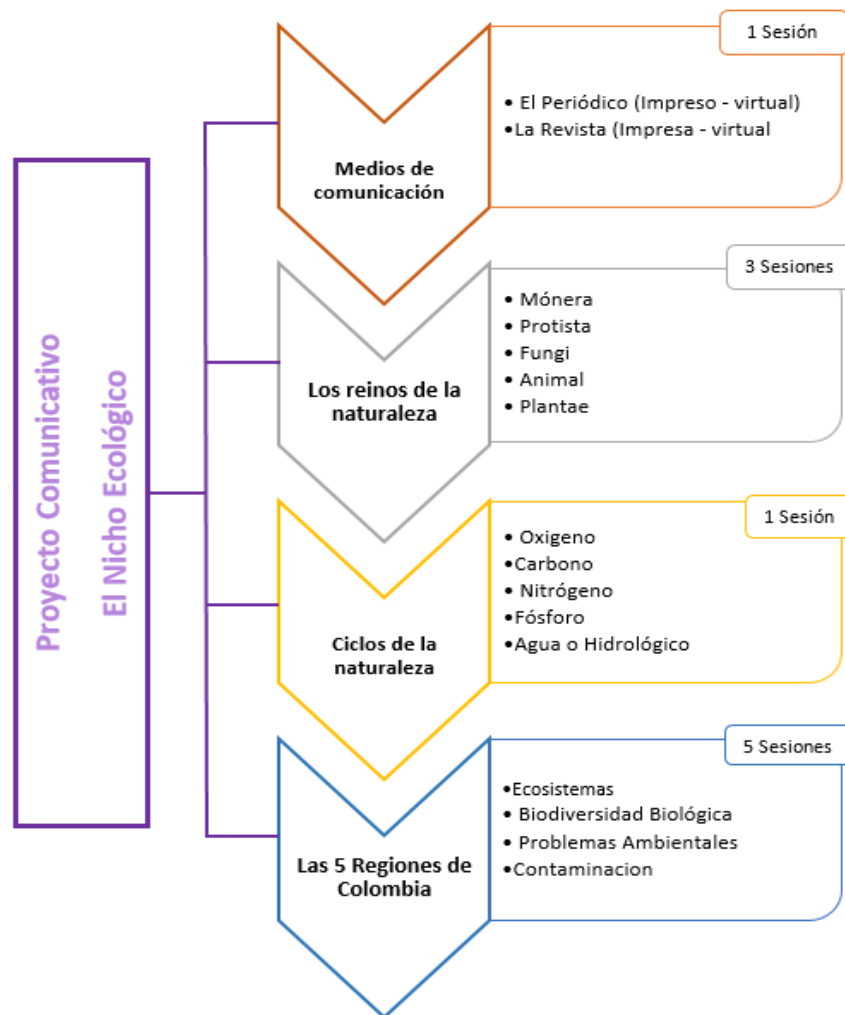 Proyecto Comunicativo
El Nicho Ecológico
1 Sesión
Medios de
comunicación
• El Periódico (Impreso - virtual)
•La Revista (Impresa - virtual
3 Sesiones
Los reinos de la
naturaleza
• Mónera
• Protista
• Fungi
• Animal
• Plantae
1 Sesión
Ciclos de la
naturaleza
• Oxigeno
•Carbono
• Nitrógeno
•Fósforo
•Agua o Hidrológico
5 Sesiones
Las 5 Regiones de
Colombia
•Ecosistemas
• Biodiversidad Biológica
• Problemas Ambientales
•Contaminacion